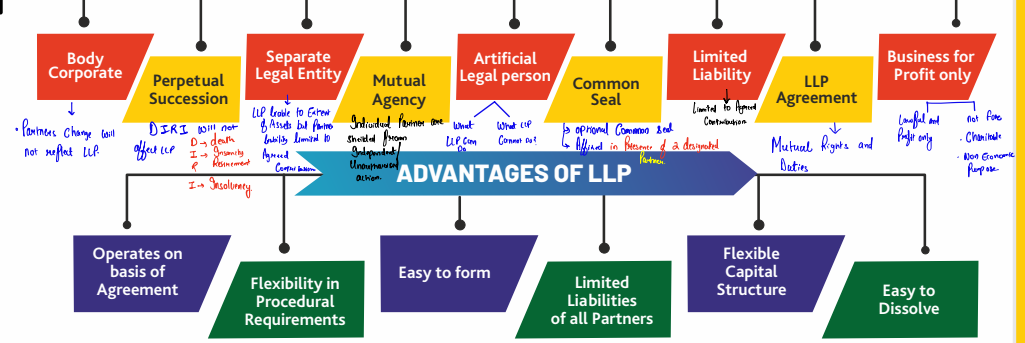 Body
Corporate
Perpetual
Succession
Separate
Legal Entity
Mutual
Agency
Artificial
Legal person
Common
Seal
Limited
Liability
LLP
Agreement
Business for
Profit only
• Partners Change will
not reflect LLP.
D I R I will not
affect LLP
D → death
I → Insanity
R Retirement
I → Insolvency.
LLP liable to Extent
of Assets but Partner
liability limited to
Agreed
Contribution
Individual Partner are
Sheilded from
Independent/
Unauthorised
action.
What
LLP Can
Do
What LLP
Cannot Do?
→ optional Common seal
→ Affixed in Presence of 2 designated
Partner.
Limited to Agreed
Contribution
Mutual Rights and
Duties
Lawful and
Profit only
not for
• Charitable
• Non Economic
Purpose
ADVANTAGES OF LLP
Operates on
basis of
Agreement
Flexibility in
Procedural
Requirements
Easy to form
Limited
Liabilities
of all Partners
Flexible
Capital
Structure
Easy to
Dissolve